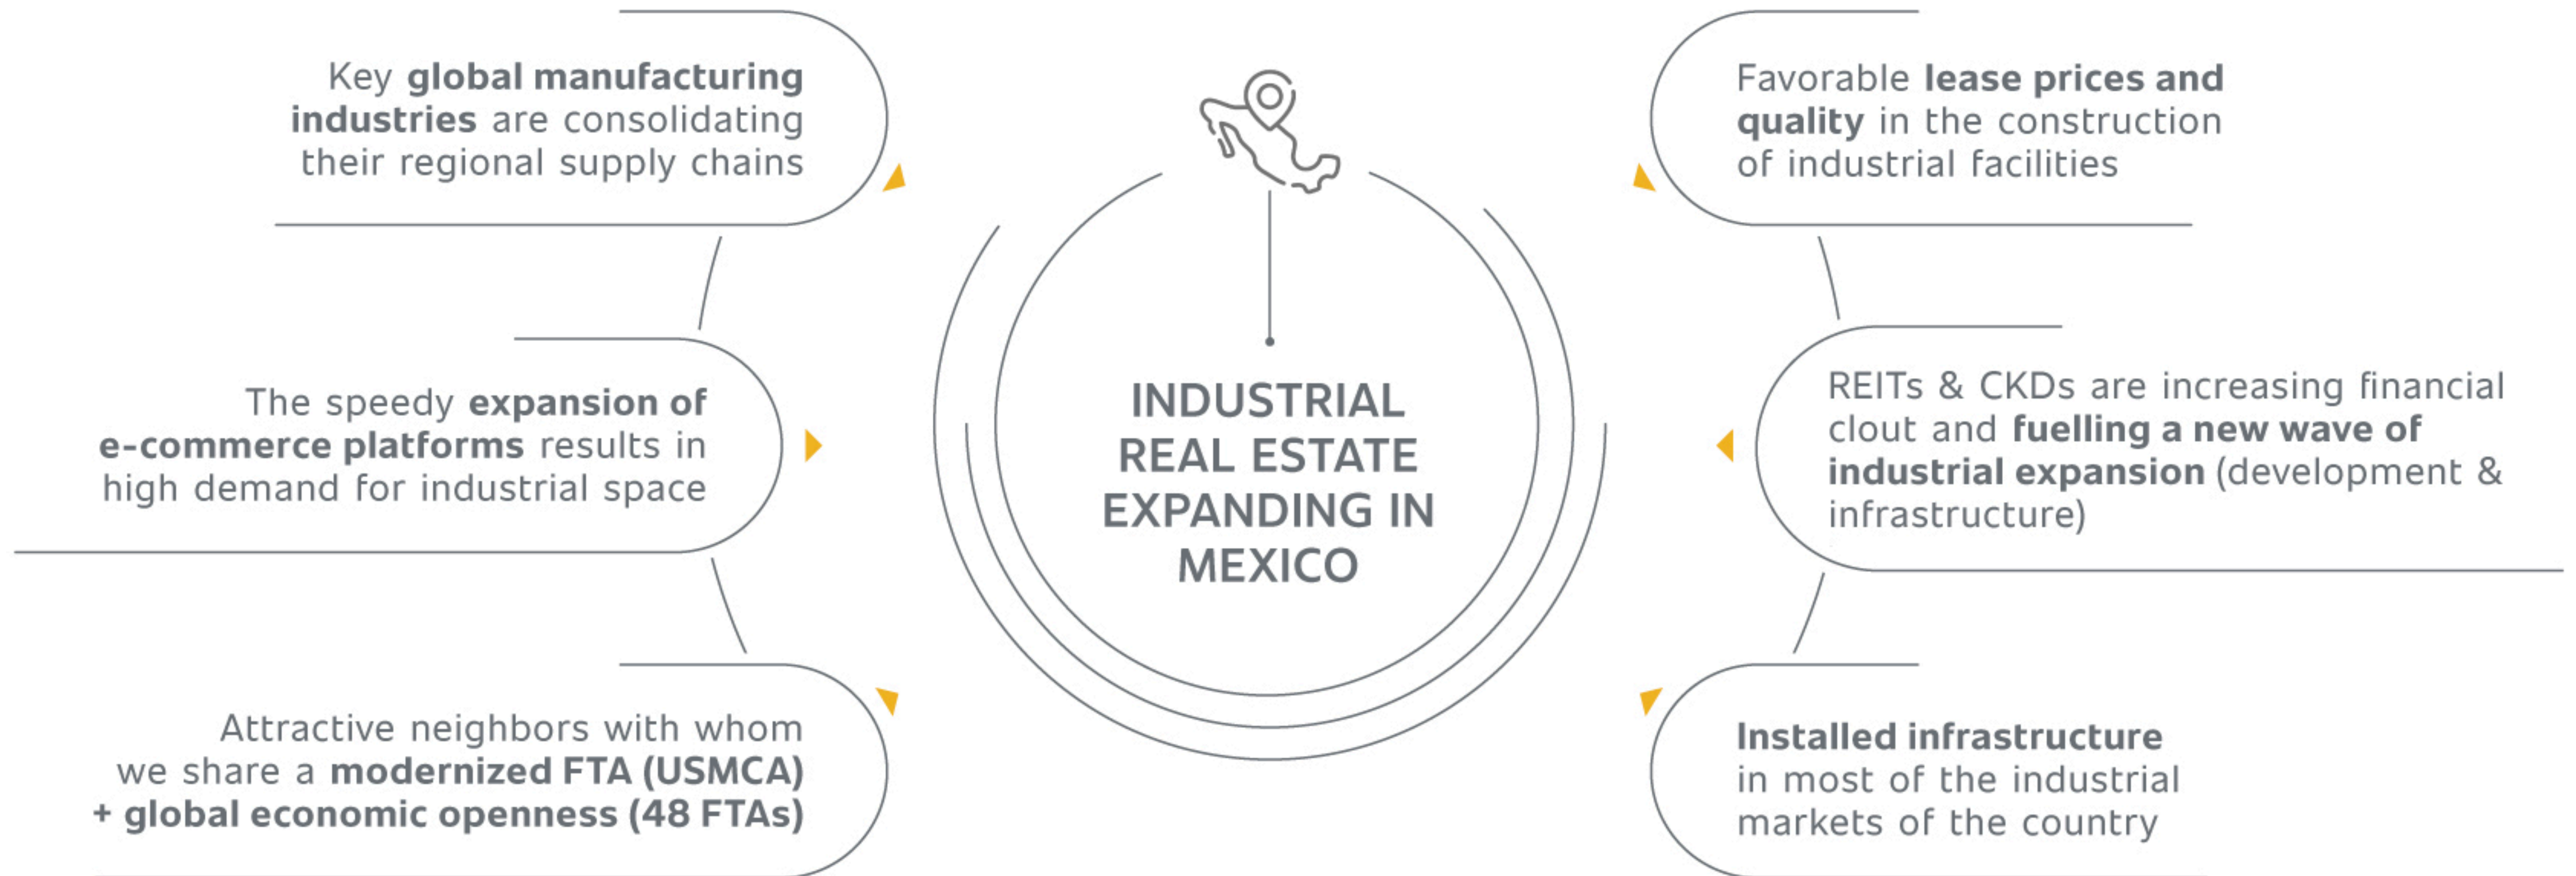 Key global manufacturing
industries are consolidating
their regional supply chains
The speedy expansion of
e-commerce platforms results in
high demand for industrial space
Attractive neighbors with whom
we share a modernized FTA (USMCA)
+ global economic openness (48 FTAs)
INDUSTRIAL
REAL ESTATE
EXPANDING IN
MEXICO
Favorable lease prices and
quality in the construction
of industrial facilities
REITs & CKDs are increasing financial
clout and fuelling a new wave of
industrial expansion (development &
infrastructure)
Installed infrastructure
in most of the industrial
markets of the country